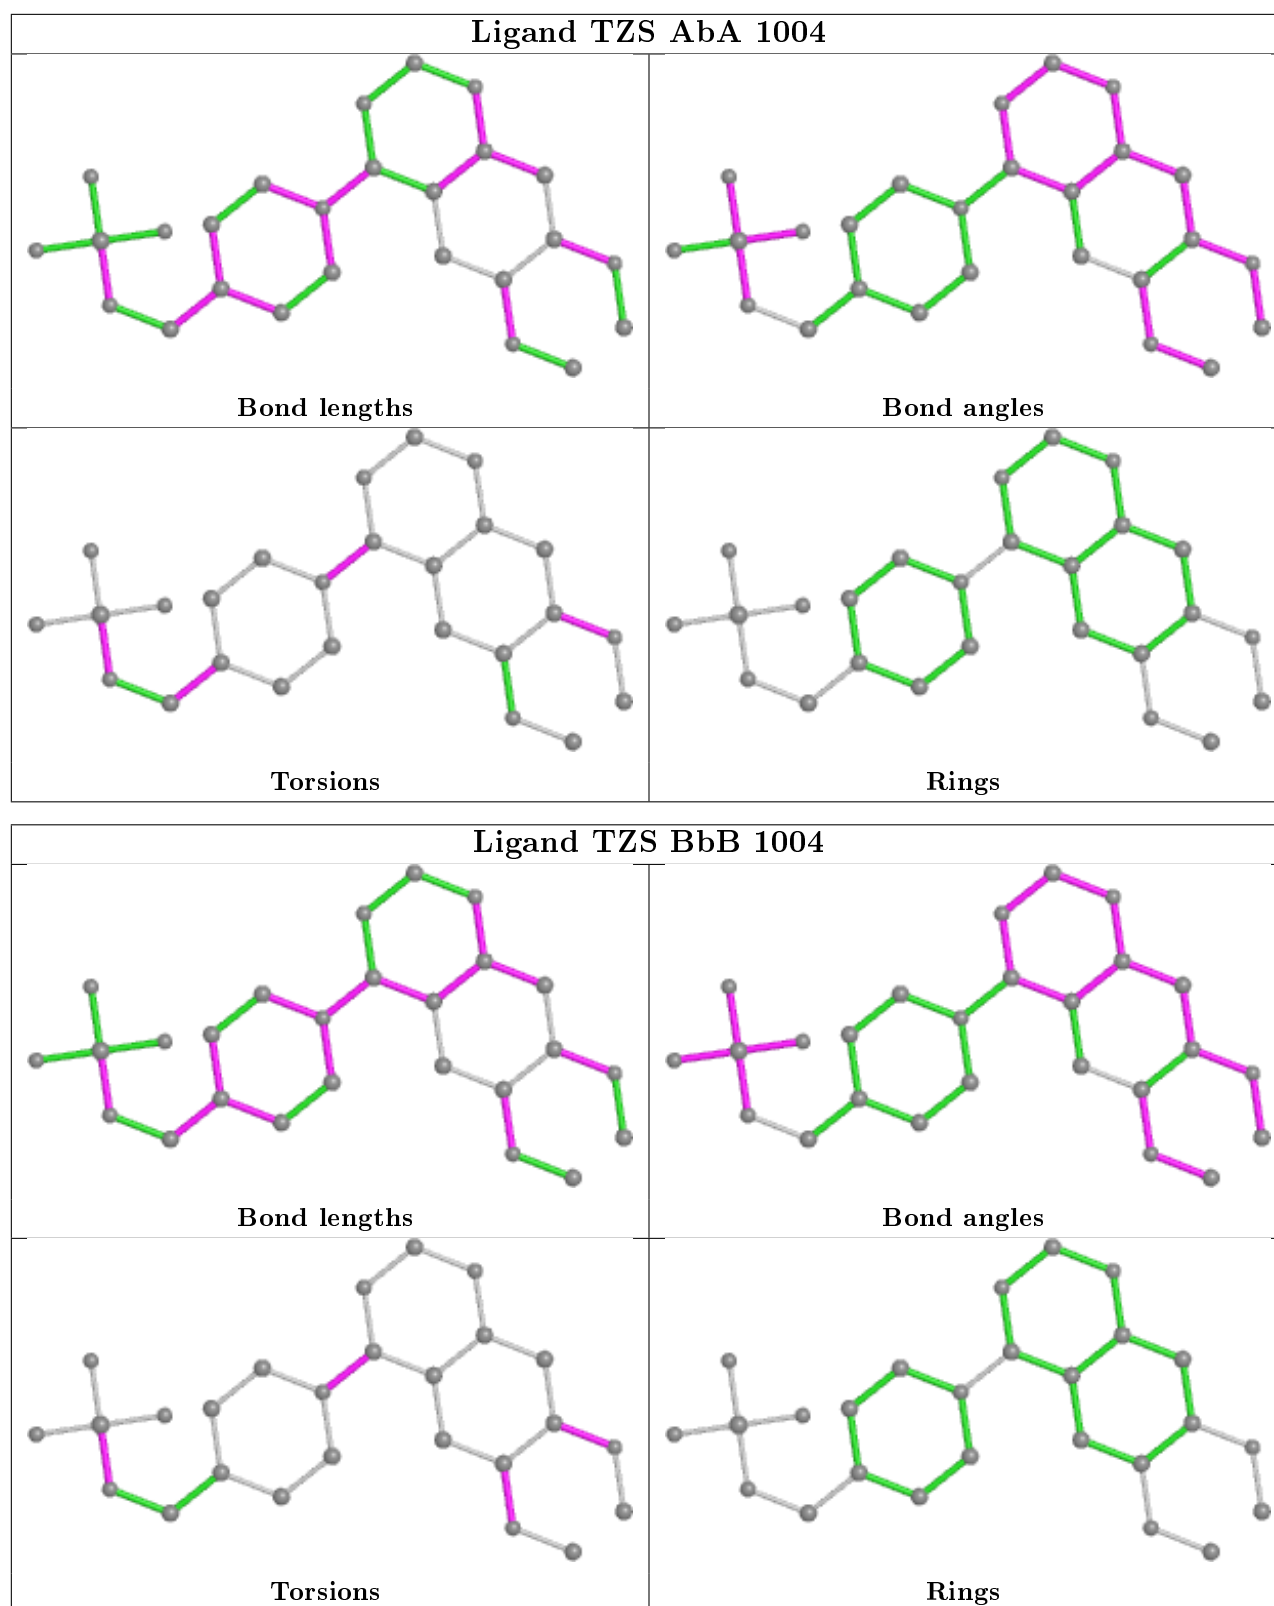 Ligand TZS AbA 1004
Bond lengths
Bond angles
Torsions
Rings
Ligand TZS BbB 1004
Bond lengths
Bond angles
Torsions
Rings